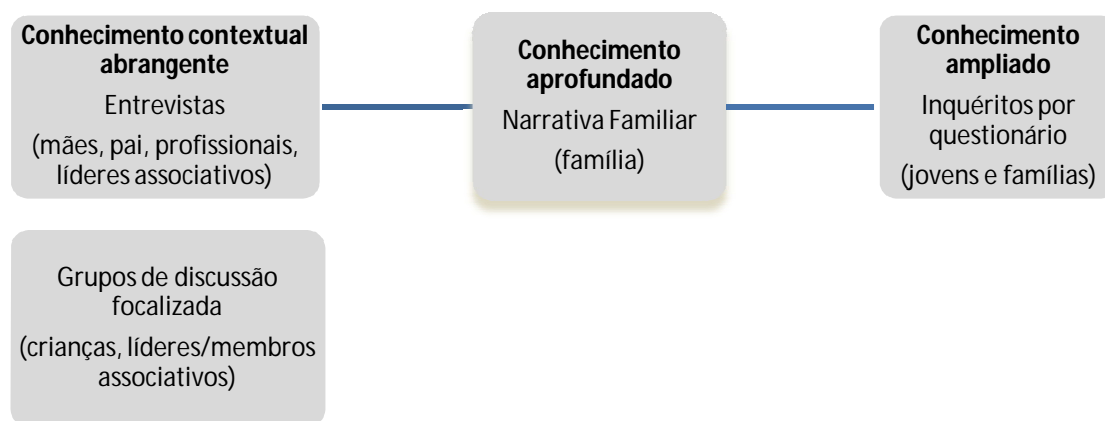 Conhecimento contextual
abrangente
Entrevistas
(mães, pai, profissionais,
líderes associativos)
Conhecimento
aprofundado
Narrativa Familiar
(família)
Conhecimento
ampliado
Inquéritos por
questionário
(jovens e famílias)
Grupos de discussão
focalizada
(crianças, líderes/membros
associativos)